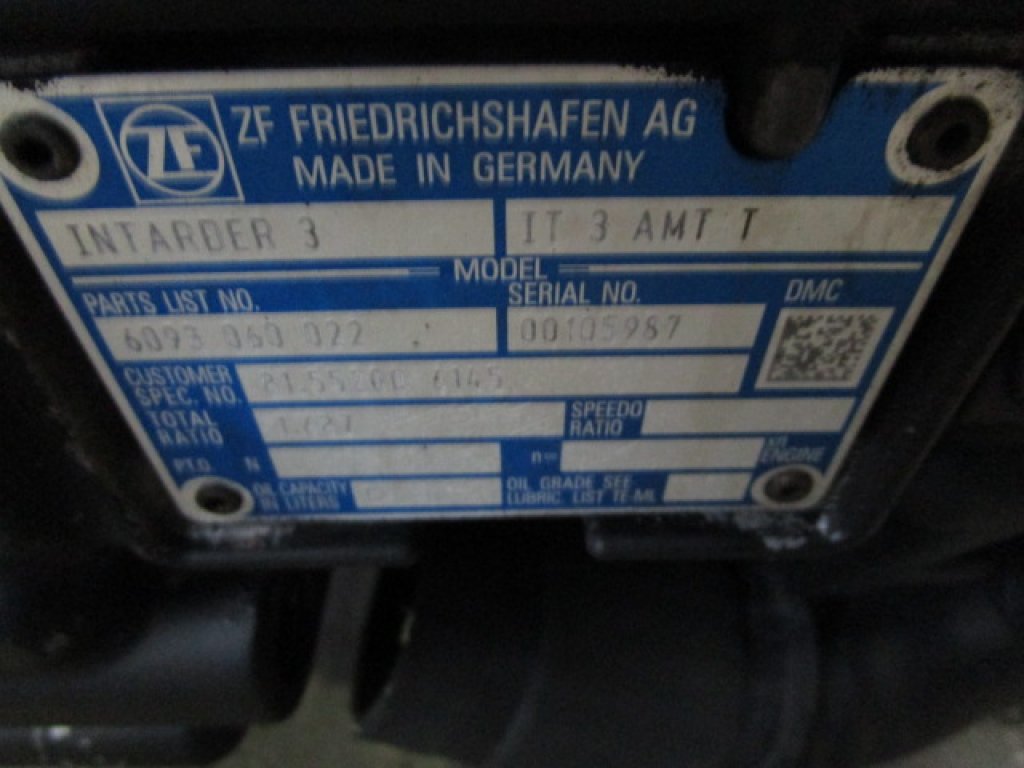 ZF
ZF FRIEDRICHSHAFEN AG
MADE IN GERMANY
INTARDER 3 IT 3 AMT T
MODEL
PARTS LIST NO. SERIAL NO. DMC
6093 060 022 00105987
CUSTOMER SPEC. NO.
TOTAL RATIO SPEEDO RATIO
P.T.O. N n= ENGINE
OIL CAPACITY IN LITERS OIL GRADE SEE LUBRIC. LIST TE-ML